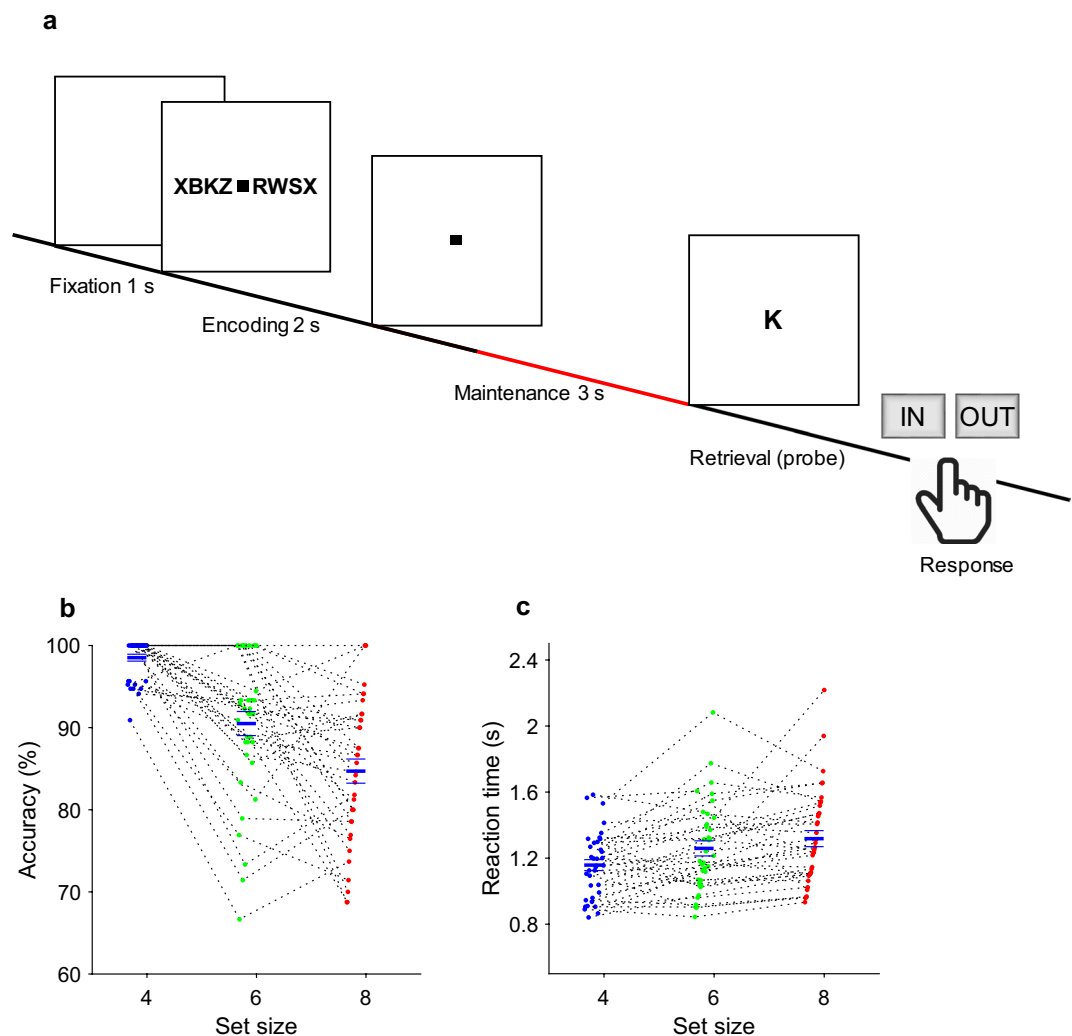 a
XBKZ ■ RWSX
Fixation 1 s
Encoding 2 s
Maintenance 3 s
K
IN OUT
Retrieval (probe)
Response
b
Accuracy (%)
100
90
80
70
60
4 6 8
Set size
c
Reaction time (s)
2.4
2
1.6
1.2
0.8
4 6 8
Set size